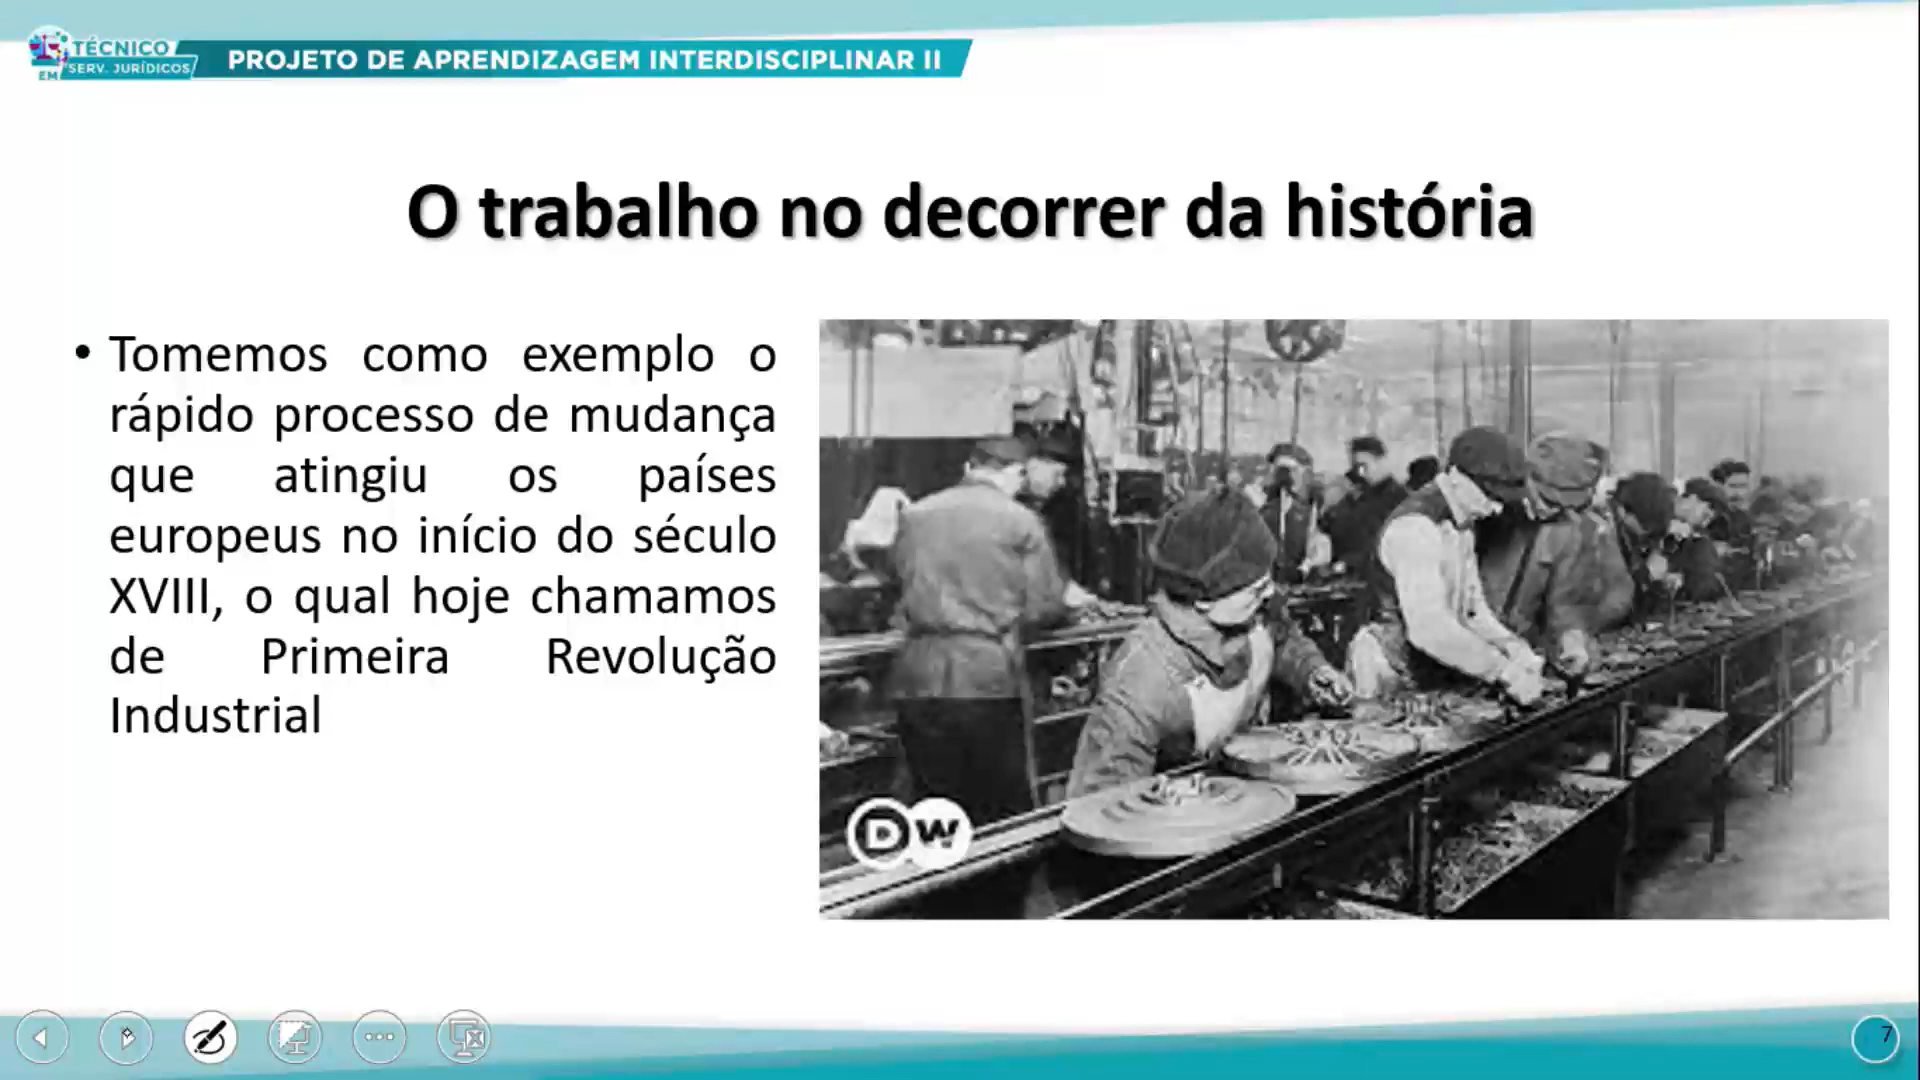 TÉCNICO
EM SERV. JURÍDICOS
PROJETO DE APRENDIZAGEM INTERDISCIPLINAR II
O trabalho no decorrer da história
• Tomemos como exemplo o
rápido processo de mudança
que atingiu os países
europeus no início do século
XVIII, o qual hoje chamamos
de Primeira Revolução
Industrial
DW
7